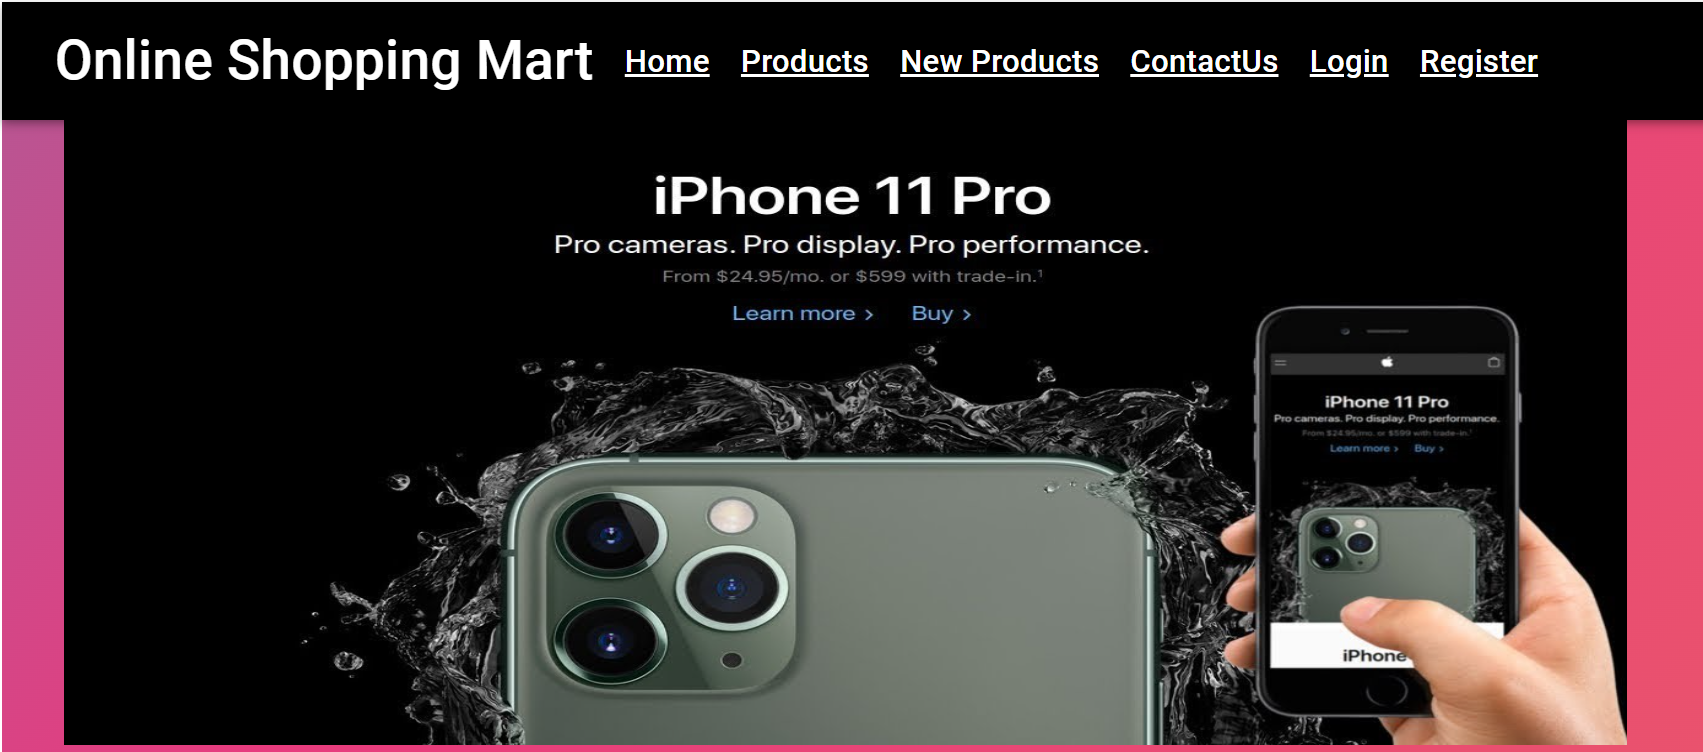 Online Shopping Mart Home Products New Products ContactUs Login Register
iPhone 11 Pro
Pro cameras. Pro display. Pro performance.
From $24.95/mo. or $599 with trade-in.¹
Learn more > Buy >
iPhone 11 Pro
Pro cameras. Pro display. Pro performance.
From $24.95/mo. or $599 with trade-in.¹
Learn more > Buy >
iPhone